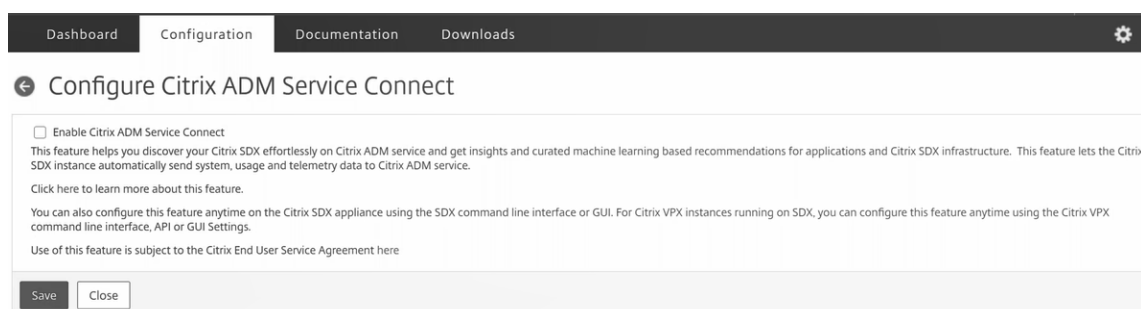 Dashboard Configuration Documentation Downloads
Configure Citrix ADM Service Connect
Enable Citrix ADM Service Connect
This feature helps you discover your Citrix SDX effortlessly on Citrix ADM service and get insights and curated machine learning based recommendations for applications and Citrix SDX infrastructure. This feature lets the Citrix
SDX instance automatically send system, usage and telemetry data to Citrix ADM service.
Click here to learn more about this feature.
You can also configure this feature anytime on the Citrix SDX appliance using the SDX command line interface or GUI. For Citrix VPX instances running on SDX, you can configure this feature anytime using the Citrix VPX
command line interface, API or GUI Settings.
Use of this feature is subject to the Citrix End User Service Agreement here
Save Close